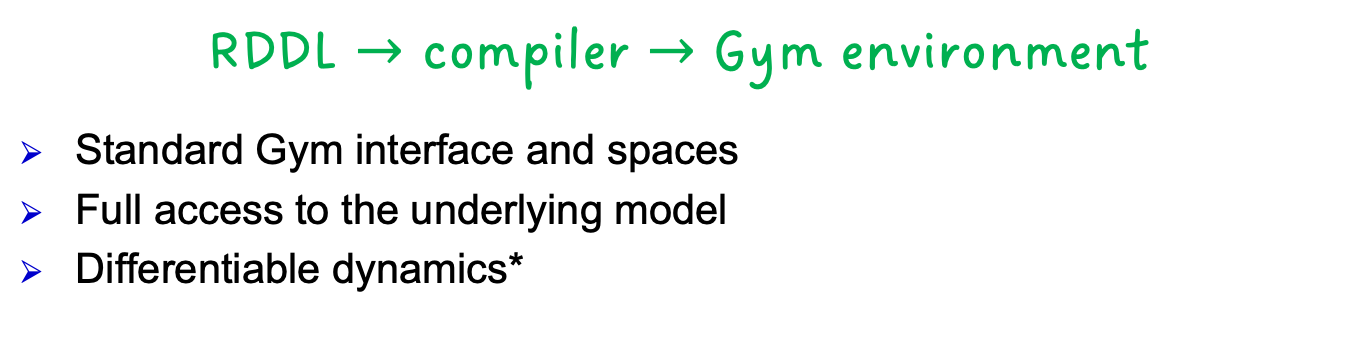 RDDL → compiler → Gym environment
➢ Standard Gym interface and spaces
➢ Full access to the underlying model
➢ Differentiable dynamics*